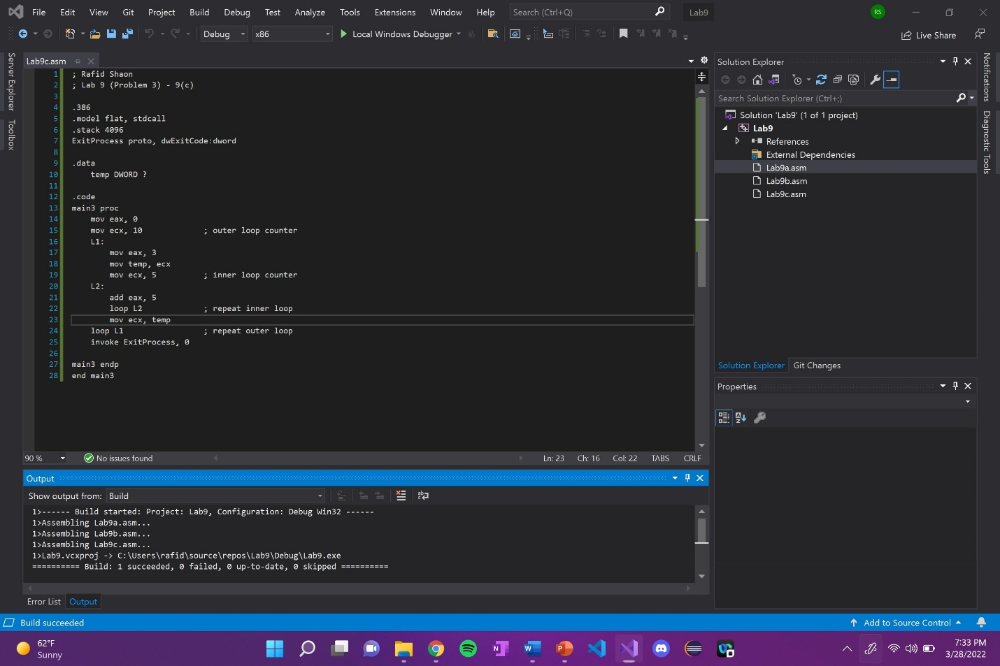 File Edit View Git Project Build Debug Test Analyze Tools Extensions Window Help Search (Ctrl+Q) Lab9 RS
Debug x86 Local Windows Debugger Live Share
Server Explorer
Toolbox
Lab9c.asm
1 ; Rafid Shaon
2 ; Lab 9 (Problem 3) - 9(c)
3
4 .386
5 .model flat, stdcall
6 .stack 4096
7 ExitProcess proto, dwExitCode:dword
8
9 .data
10 temp DWORD ?
11
12 .code
13 main3 proc
14 mov eax, 0
15 mov ecx, 10 ; outer loop counter
16 L1:
17 mov eax, 3
18 mov temp, ecx
19 mov ecx, 5 ; inner loop counter
20 L2:
21 add eax, 5
22 loop L2 ; repeat inner loop
23 mov ecx, temp
24 loop L1 ; repeat outer loop
25 invoke ExitProcess, 0
26
27 main3 endp
28 end main3
90 % No issues found Ln: 23 Ch: 16 Col: 22 TABS CRLF
Output
Show output from: Build
1>------ Build started: Project: Lab9, Configuration: Debug Win32 ------
1>Assembling Lab9a.asm...
1>Assembling Lab9b.asm...
1>Assembling Lab9c.asm...
1>Lab9.vcxproj -> C:\Users\rafid\source\repos\Lab9\Debug\Lab9.exe
========== Build: 1 succeeded, 0 failed, 0 up-to-date, 0 skipped ==========
Error List Output
Solution Explorer
Search Solution Explorer (Ctrl+;)
Solution 'Lab9' (1 of 1 project)
Lab9
References
External Dependencies
Lab9a.asm
Lab9b.asm
Lab9c.asm
Solution Explorer Git Changes
Properties
Notifications
Diagnostic Tools
Build succeeded Add to Source Control
62°F
Sunny
7:33 PM
3/28/2022